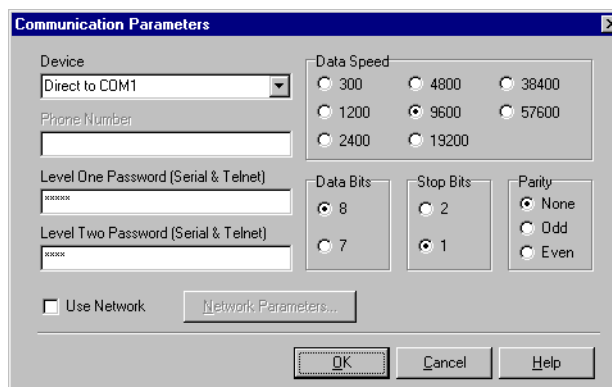 Communication Parameters
Device
Direct to COM1
Phone Number
Level One Password (Serial & Telnet)
*****
Level Two Password (Serial & Telnet)
****
Use Network
Network Parameters...
Data Speed
300 4800 38400
1200 9600 57600
2400 19200
Data Bits
8
7
Stop Bits
2
1
Parity
None
Odd
Even
OK Cancel Help